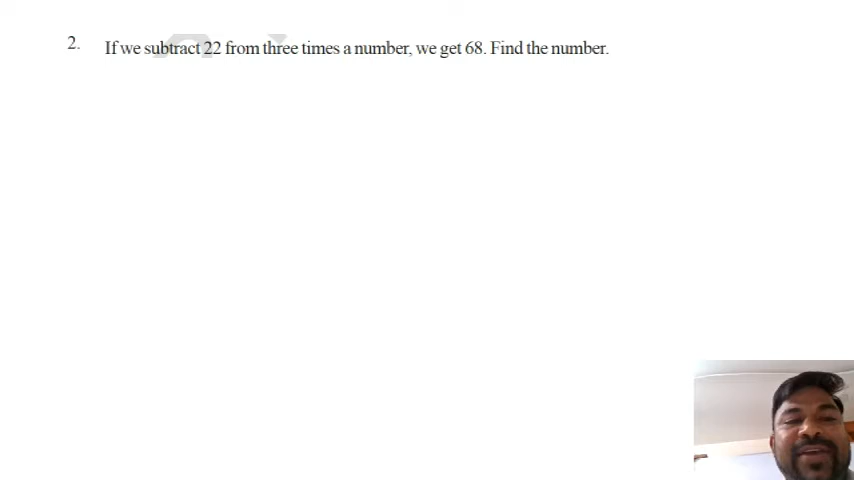 2. If we subtract 22 from three times a number, we get 68. Find the number.